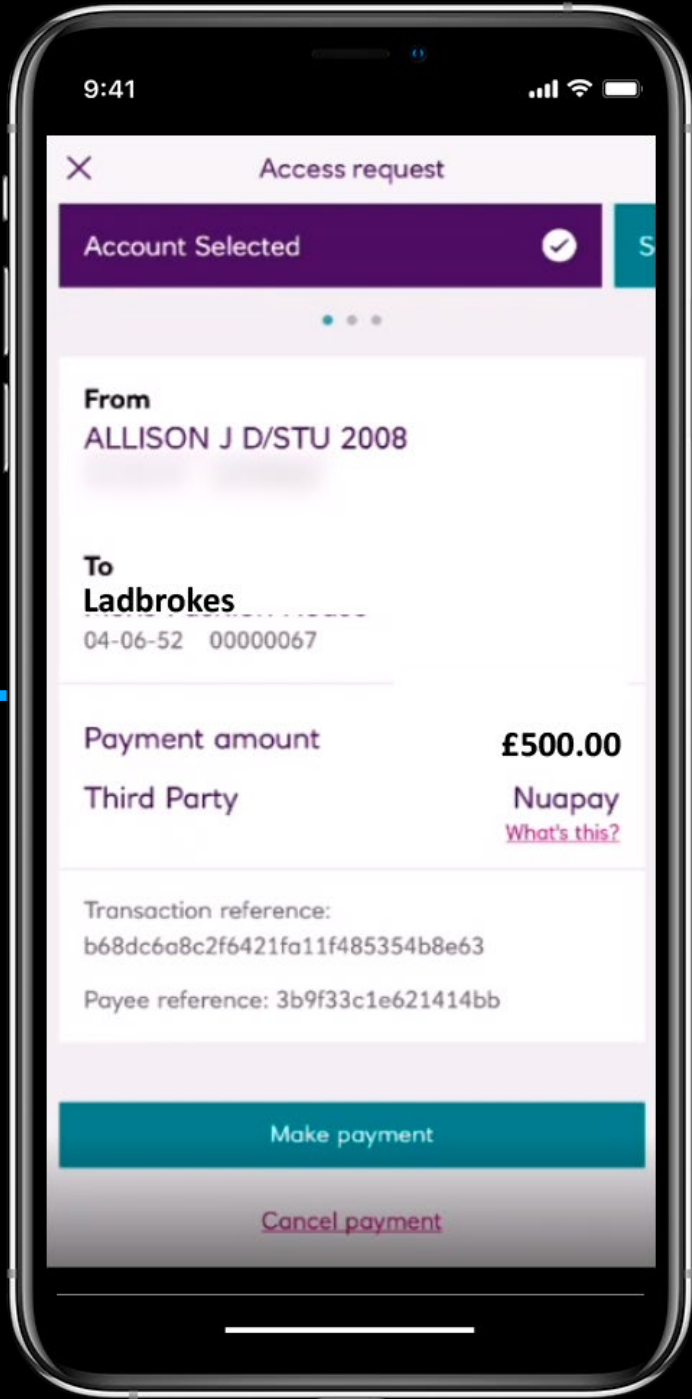 9:41
Access request
Account Selected
S
From
ALLISON J D/STU 2008
To
Ladbrokes
04-06-52 00000067
Payment amount £500.00
Third Party Nuapay
What's this?
Transaction reference:
b68dc6a8c2f6421fa11f485354b8e63
Payee reference: 3b9f33c1e621414bb
Make payment
Cancel payment